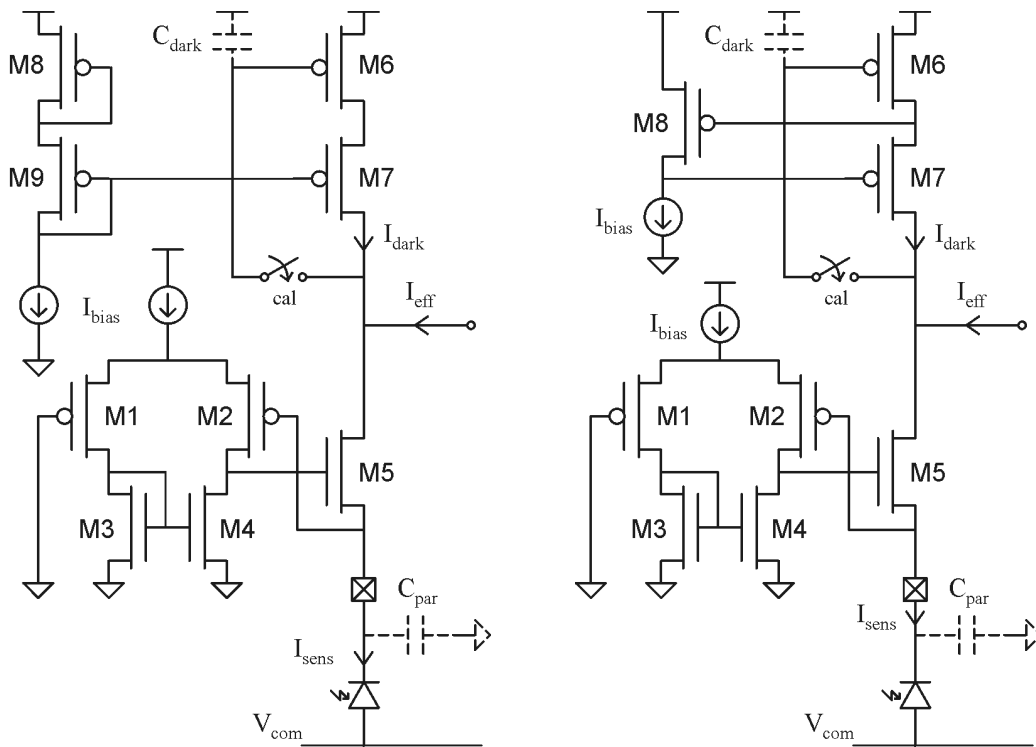 C_dark
M8
M6
M9
M7
I_dark
cal
I_eff
I_bias
M1
M2
M5
M3
M4
C_par
I_sens
V_com
C_dark
M6
M8
M7
I_bias
I_dark
cal
I_eff
I_bias
M1
M2
M5
M3
M4
C_par
I_sens
V_com